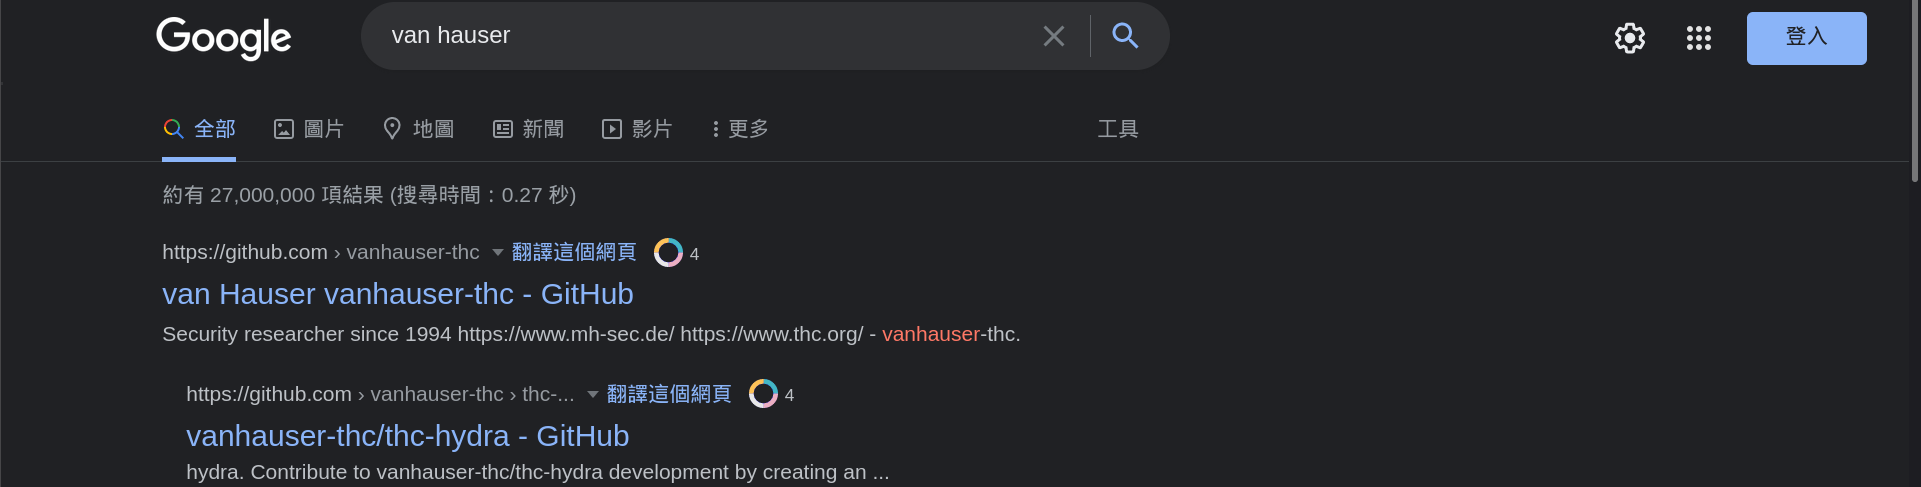 Google van hauser 登入
全部 圖片 地圖 新聞 影片 更多 工具
約有 27,000,000 項結果 (搜尋時間：0.27 秒)
https://github.com › vanhauser-thc 翻譯這個網頁 4
van Hauser vanhauser-thc - GitHub
Security researcher since 1994 https://www.mh-sec.de/ https://www.thc.org/ - vanhauser-thc.
https://github.com › vanhauser-thc › thc-... 翻譯這個網頁 4
vanhauser-thc/thc-hydra - GitHub
hydra. Contribute to vanhauser-thc/thc-hydra development by creating an ...